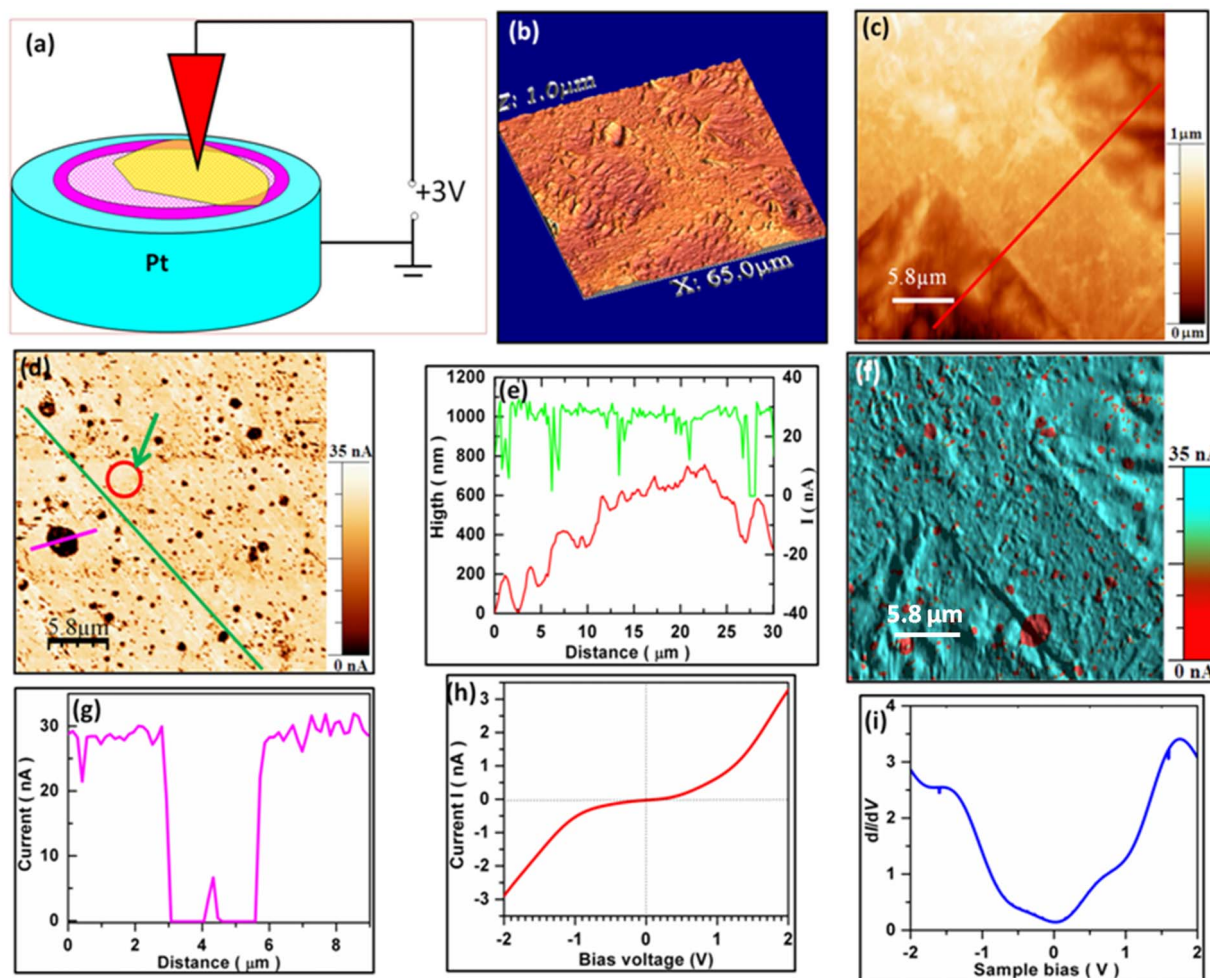 (a)
+3V
Pt
(b)
Z: 1.0µm
X: 65.0µm
(c)
5.8µm
1µm
0 µm
(d)
5.8µm
35 nA
0 nA
(e)
1200
1000
800
600
400
200
0
Higth (nm)
40
20
0
-20
-40
I (nA)
0 5 10 15 20 25 30
Distance ( µm )
(f)
5.8 µm
35 nA
0 nA
(g)
30
20
10
0
Current ( nA )
0 2 4 6 8
Distance ( µm )
(h)
3
2
1
0
-1
-2
-3
Current I ( nA )
-2 -1 0 1 2
Bias voltage (V)
(i)
4
3
2
1
0
dI/dV
-2 -1 0 1 2
Sample bias ( V )